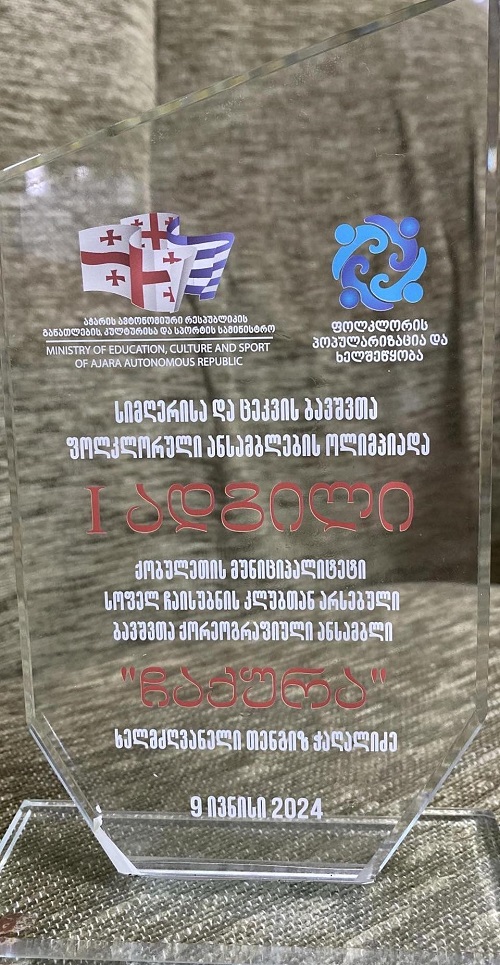 აჭარის ავტონომიური რესპუბლიკის
განათლების, კულტურისა და სპორტის სამინისტრო
MINISTRY OF EDUCATION, CULTURE AND SPORT
OF AJARA AUTONOMOUS REPUBLIC
ფოლკლორის
პოპულარიზაცია და
ხელშეწყობა
სიმღერისა და ცეკვის ბავშვთა
ფოლკლორული ანსამბლების ოლიმპიადა
I ადგილი
ქობულეთის მუნიციპალიტეტი
სოფელ ჩაისუბნის კლუბთან არსებული
ბავშვთა ქორეოგრაფიული ანსამბლი
"ჩაქურა"
ხელმძღვანელი თენგიზ ჭაღალიძე
9 ივნისი 2024